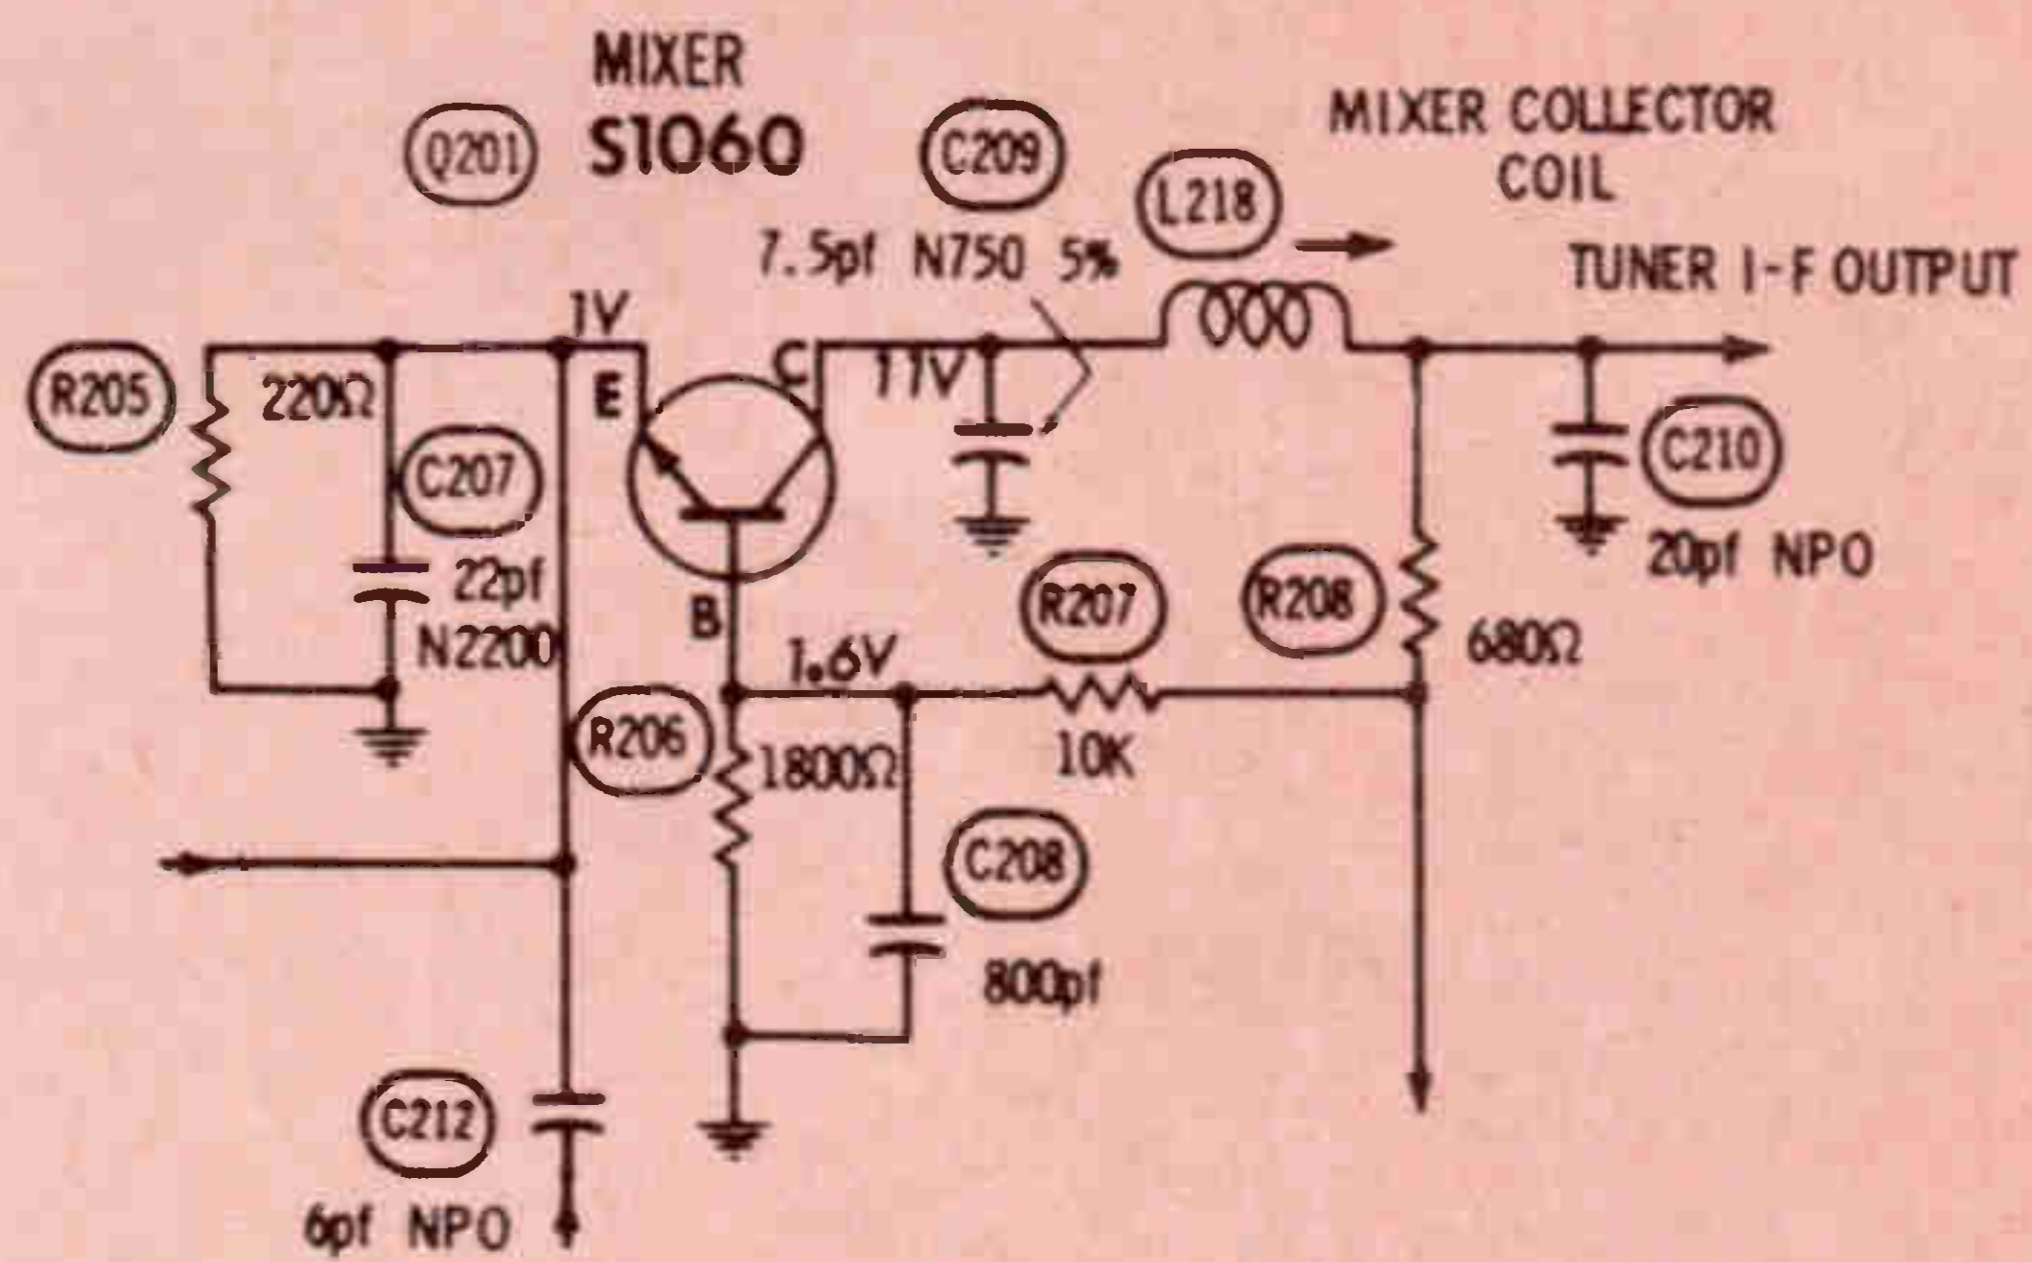 MIXER
Q201
S1060
C209
MIXER COLLECTOR
COIL
L218
7.5pf N750 5%
TUNER I-F OUTPUT
1V
R205
220Ω
E
C
11V
C207
C210
22pf
20pf NPO
R207
R208
B
N2200
680Ω
1.6V
R206
1800Ω
10K
C208
800pf
C212
6pf NPO